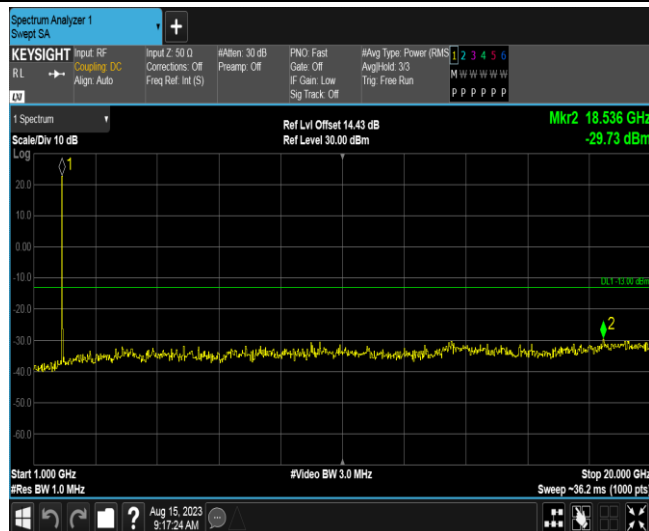 Spectrum Analyzer 1
Swept SA
+
KEYSIGHT
RL
Input: RF
Coupling: DC
Align: Auto
Input Z: 50 Ω
Corrections: Off
Freq Ref: Int (S)
#Atten: 30 dB
Preamp: Off
PNO: Fast
Gate: Off
IF Gain: Low
Sig Track: Off
#Avg Type: Power (RMS
Avg|Hold: 3/3
Trig: Free Run
1 2 3 4 5 6
M W W W W W
P P P P P P
LXI
1 Spectrum
Scale/Div 10 dB
Log
Ref Lvl Offset 14.43 dB
Ref Level 30.00 dBm
Mkr2 18.536 GHz
-29.73 dBm
1
20.0
10.0
0.00
-10.0
DL1 -13.00 dBm
-20.0
2
-30.0
-40.0
-50.0
-60.0
Start 1.000 GHz
#Res BW 1.0 MHz
#Video BW 3.0 MHz
Stop 20.000 GHz
Sweep ~36.2 ms (1000 pts)
?
Aug 15, 2023
9:17:24 AM